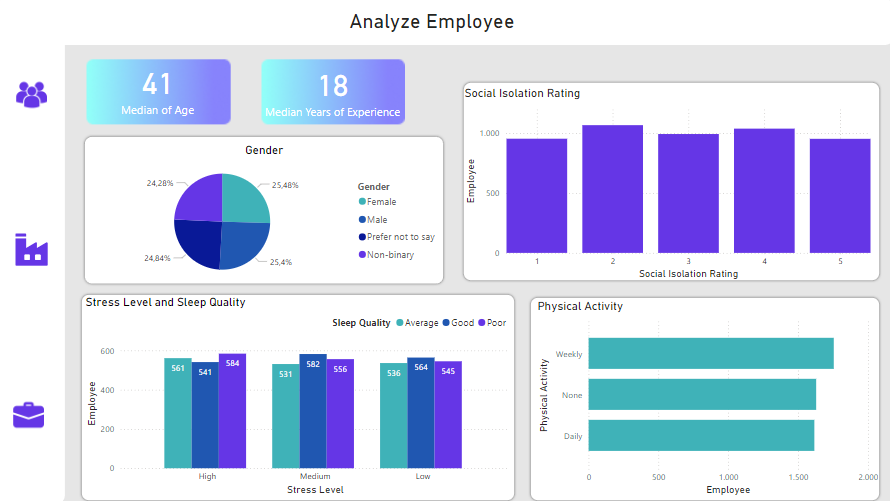 Analyze Employee
41
Median of Age
18
Median Years of Experience
Gender
24,28%
25,48%
24,84%
25,4%
Gender
Female
Male
Prefer not to say
Non-binary
Social Isolation Rating
Employee
1.000
500
0
1 2 3 4 5
Social Isolation Rating
Stress Level and Sleep Quality
Sleep Quality Average Good Poor
Employee
600
400
200
0
561 541 584
531 582 556
536 564 545
High Medium Low
Stress Level
Physical Activity
Physical Activity
Weekly
None
Daily
0 500 1.000 1.500 2.000
Employee